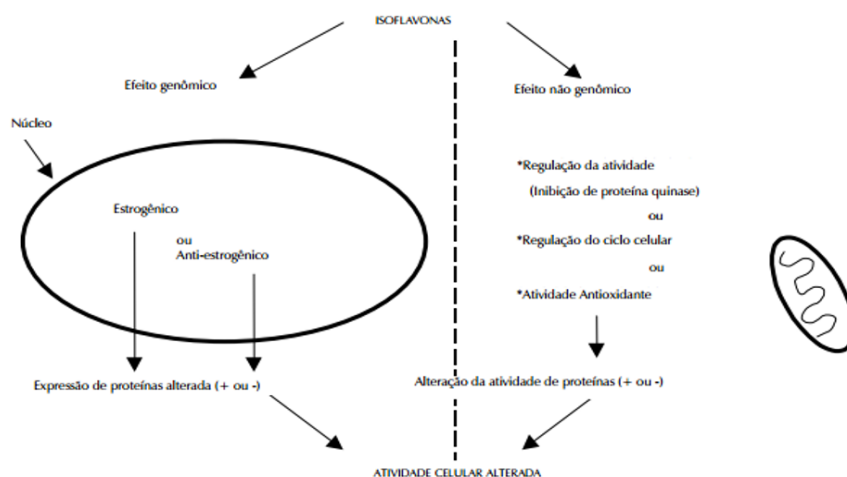 ISOFLAVONAS
Efeito genômico
Efeito não genômico
Núcleo
*Regulação da atividade
(Inibição de proteína quinase)
ou
*Regulação do ciclo celular
ou
*Atividade Antioxidante
Estrogênico
ou
Anti-estrogênico
Expressão de proteínas alterada (+ ou -)
Alteração da atividade de proteínas (+ ou -)
ATIVIDADE CELULAR ALTERADA